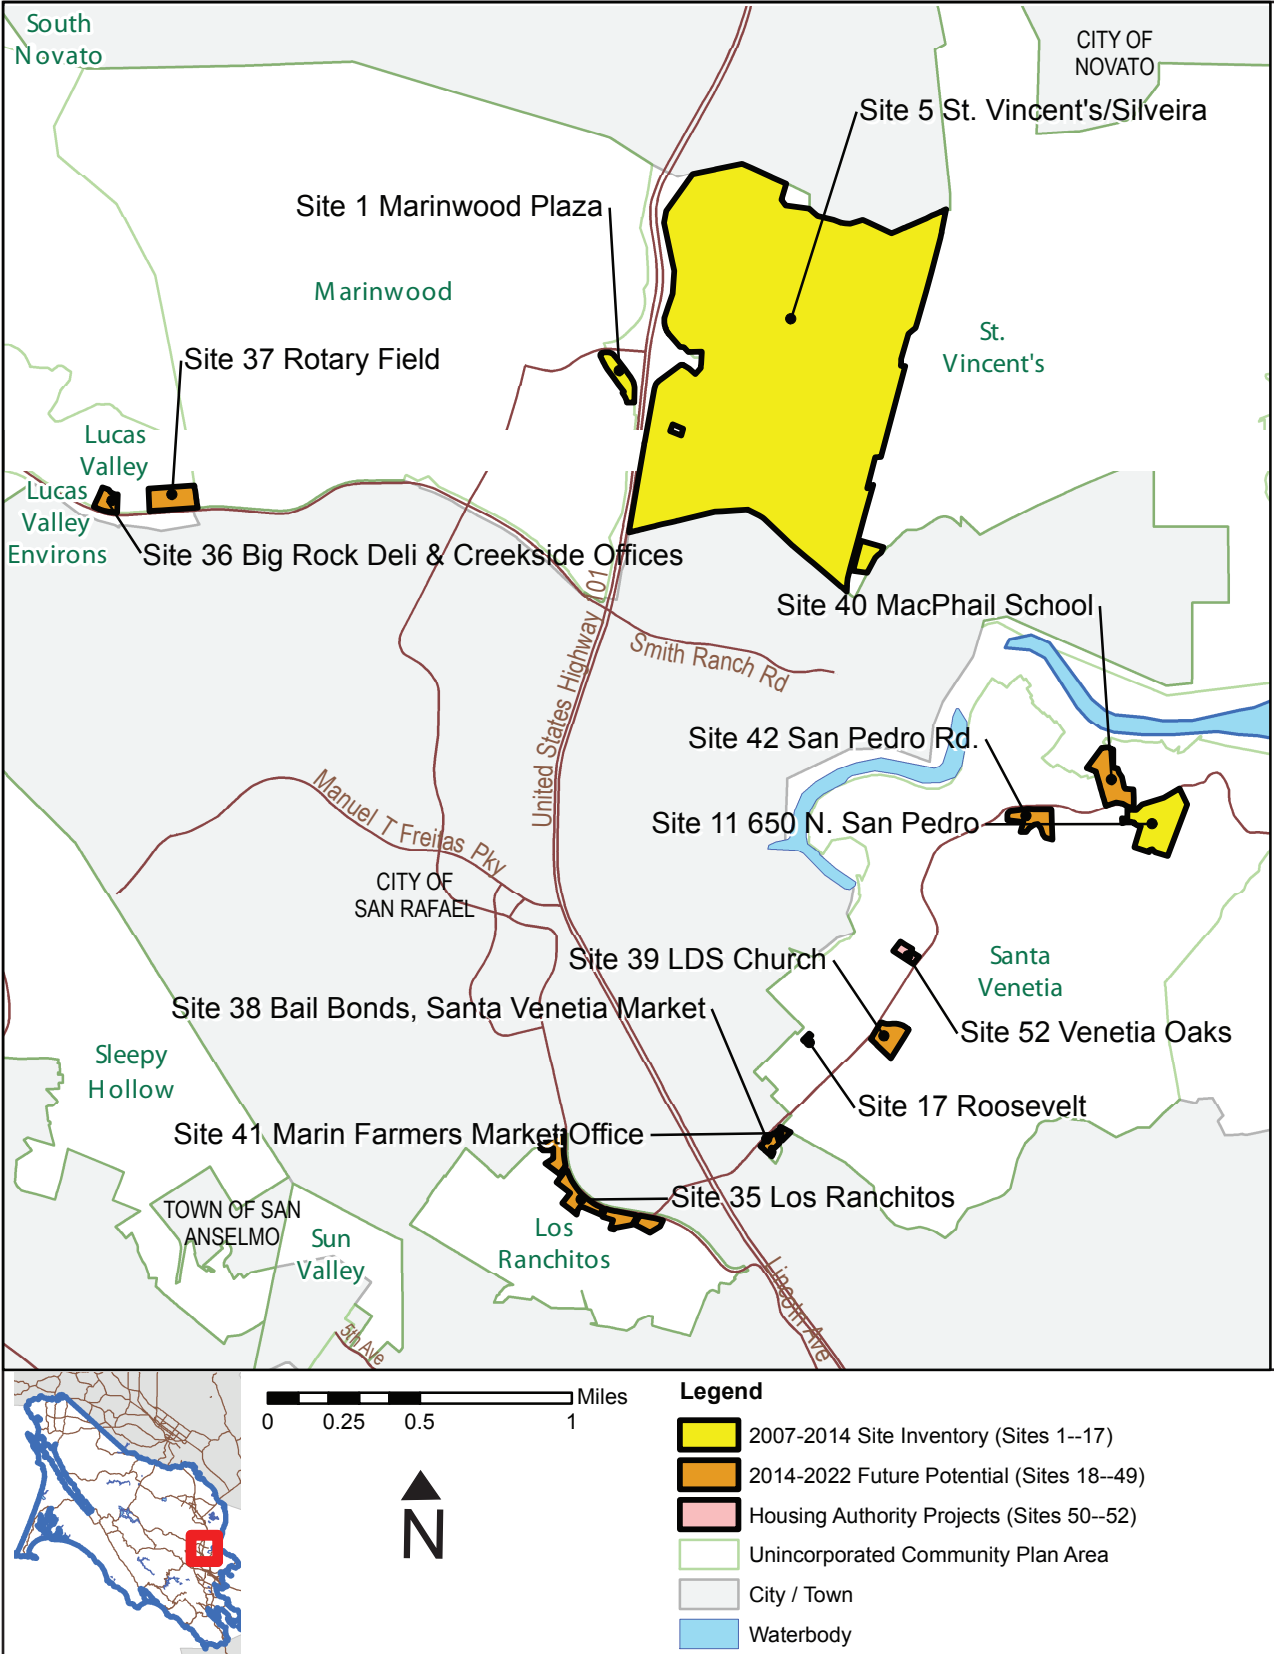 South
Novato
CITY OF
NOVATO
Site 5 St. Vincent's/Silveira
Site 1 Marinwood Plaza
Marinwood
St.
Vincent's
Site 37 Rotary Field
Lucas
Valley
Lucas
Valley
Environs
Site 36 Big Rock Deli & Creekside Offices
Site 40 MacPhail School
United States Highway 101
Smith Ranch Rd
Site 42 San Pedro Rd.
Manuel T Freitas Pky
Site 11 650 N. San Pedro
CITY OF
SAN RAFAEL
Site 39 LDS Church
Santa
Venetia
Site 38 Bail Bonds, Santa Venetia Market
Site 52 Venetia Oaks
Sleepy
Hollow
Site 17 Roosevelt
Site 41 Marin Farmers Market Office
Site 35 Los Ranchitos
TOWN OF SAN
ANSELMO
Sun
Valley
Los
Ranchitos
Lincoln Ave
5th Ave
Miles
0 0.25 0.5 1
N
Legend
2007-2014 Site Inventory (Sites 1--17)
2014-2022 Future Potential (Sites 18--49)
Housing Authority Projects (Sites 50--52)
Unincorporated Community Plan Area
City / Town
Waterbody